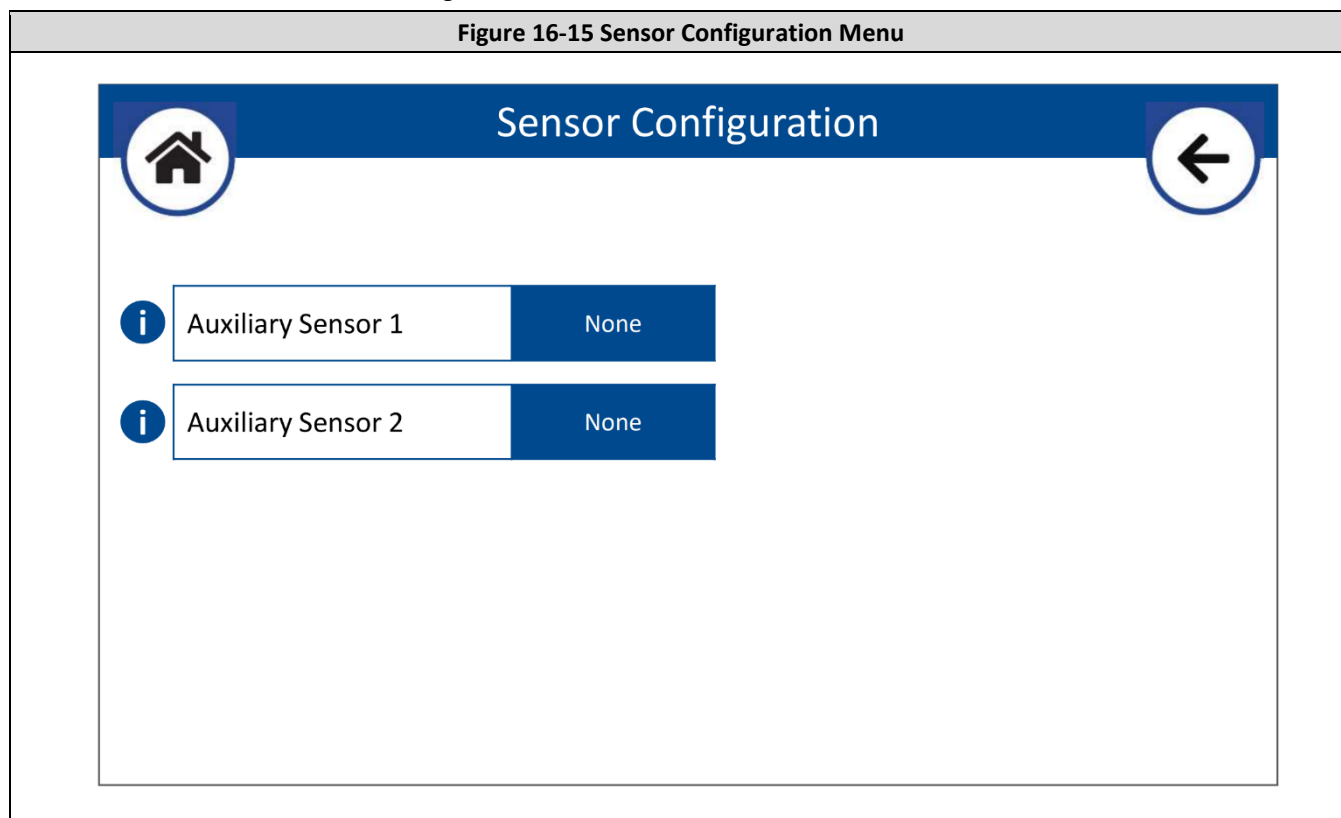 Figure 16-15 Sensor Configuration Menu
Sensor Configuration
i Auxiliary Sensor 1 None
i Auxiliary Sensor 2 None